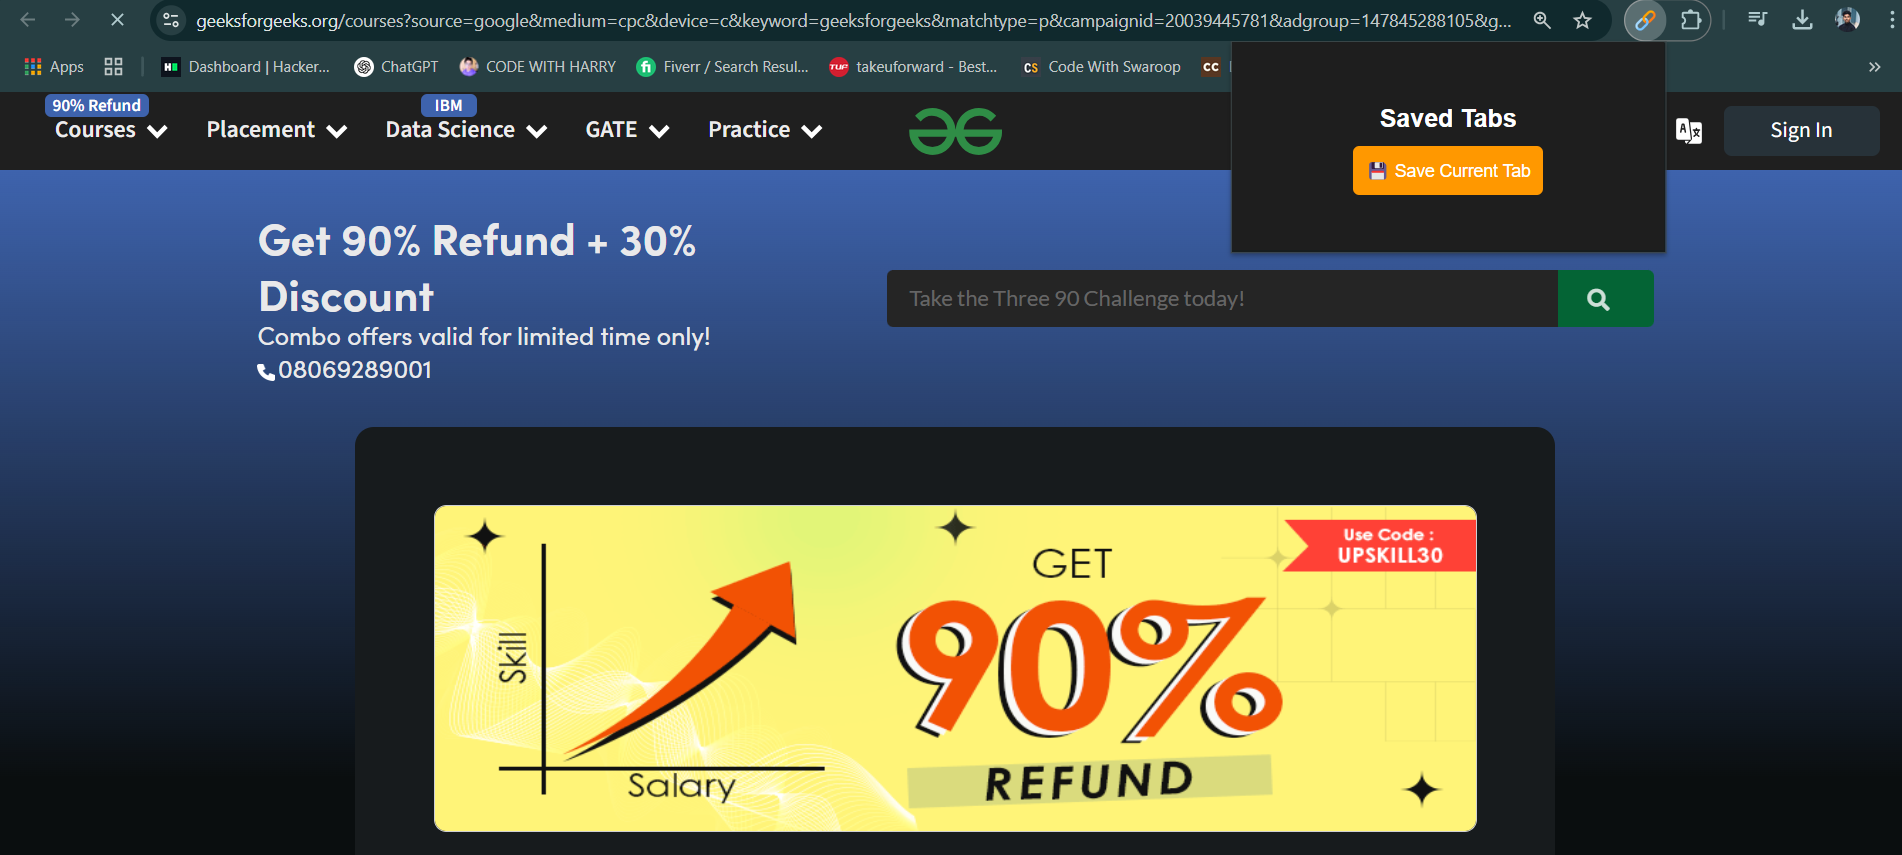 geeksforgeeks.org/courses?source=google&medium=cpc&device=c&keyword=geeksforgeeks&matchtype=p&campaignid=20039445781&adgroup=147845288105&g...
Apps
Dashboard | Hacker...
ChatGPT
CODE WITH HARRY
Fiverr / Search Resul...
TUF
takeuforward - Best...
CS
Code With Swaroop
CC
90% Refund
Courses
Placement
IBM
Data Science
GATE
Practice
Saved Tabs
Save Current Tab
Sign In
Get 90% Refund + 30%
Discount
Combo offers valid for limited time only!
08069289001
Take the Three 90 Challenge today!
Use Code :
UPSKILL30
GET
90%
REFUND
Skill
Salary